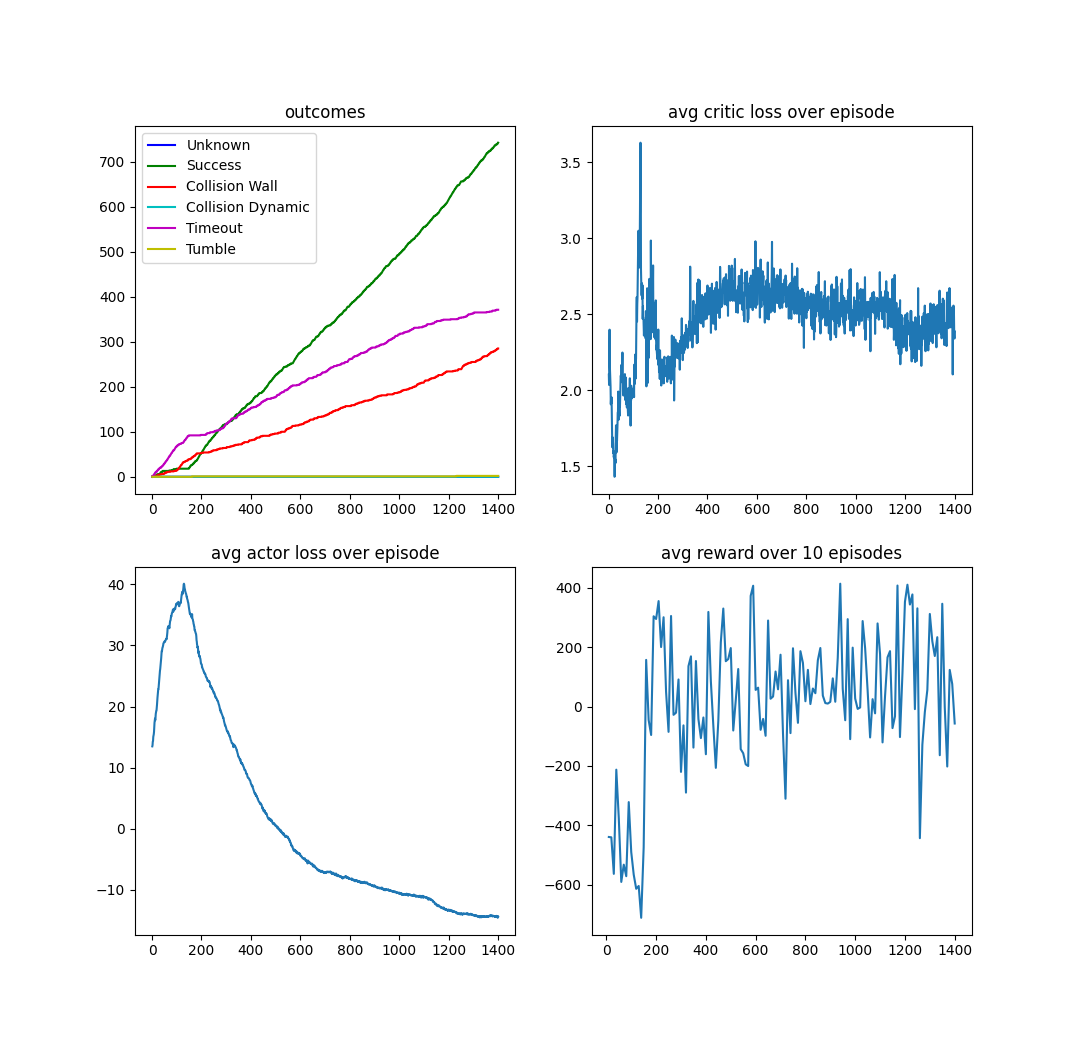 outcomes
700
600
500
400
300
200
100
0
Unknown
Success
Collision Wall
Collision Dynamic
Timeout
Tumble
0 200 400 600 800 1000 1200 1400
avg critic loss over episode
3.5
3.0
2.5
2.0
1.5
0 200 400 600 800 1000 1200 1400
avg actor loss over episode
40
30
20
10
0
−10
0 200 400 600 800 1000 1200 1400
avg reward over 10 episodes
400
200
0
−200
−400
−600
0 200 400 600 800 1000 1200 1400